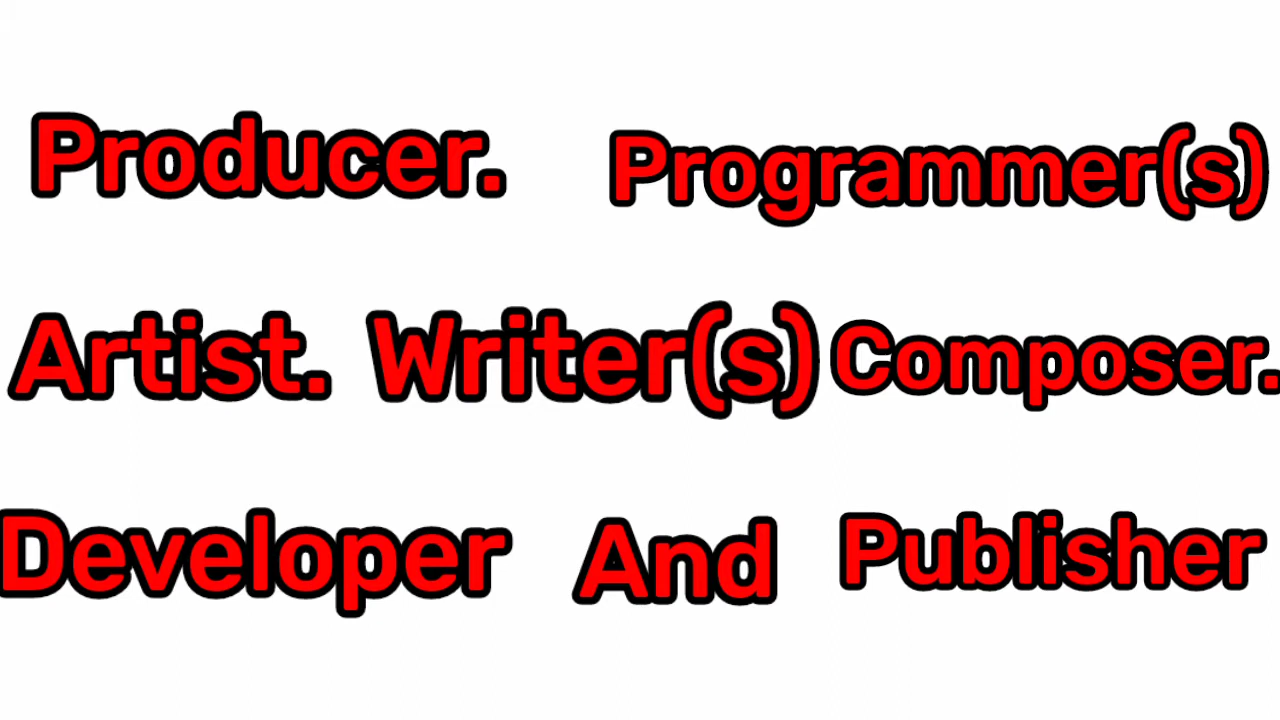 Producer. Programmer(s)
Artist. Writer(s) Composer.
Developer And Publisher